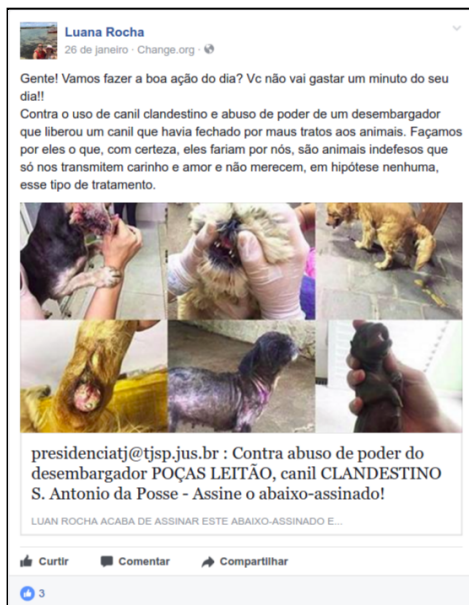 Luana Rocha
26 de janeiro · Change.org ·
Gente! Vamos fazer a boa ação do dia? Vc não vai gastar um minuto do seu
dia!!
Contra o uso de canil clandestino e abuso de poder de um desembargador
que liberou um canil que havia fechado por maus tratos aos animais. Façamos
por eles o que, com certeza, eles fariam por nós, são animais indefesos que
só nos transmitem carinho e amor e não merecem, em hipótese nenhuma,
esse tipo de tratamento.
presidenciatj@tjsp.jus.br : Contra abuso de poder do
desembargador POÇAS LEITÃO, canil CLANDESTINO
S. Antonio da Posse - Assine o abaixo-assinado!
LUAN ROCHA ACABA DE ASSINAR ESTE ABAIXO-ASSINADO E...
Curtir Comentar Compartilhar
3